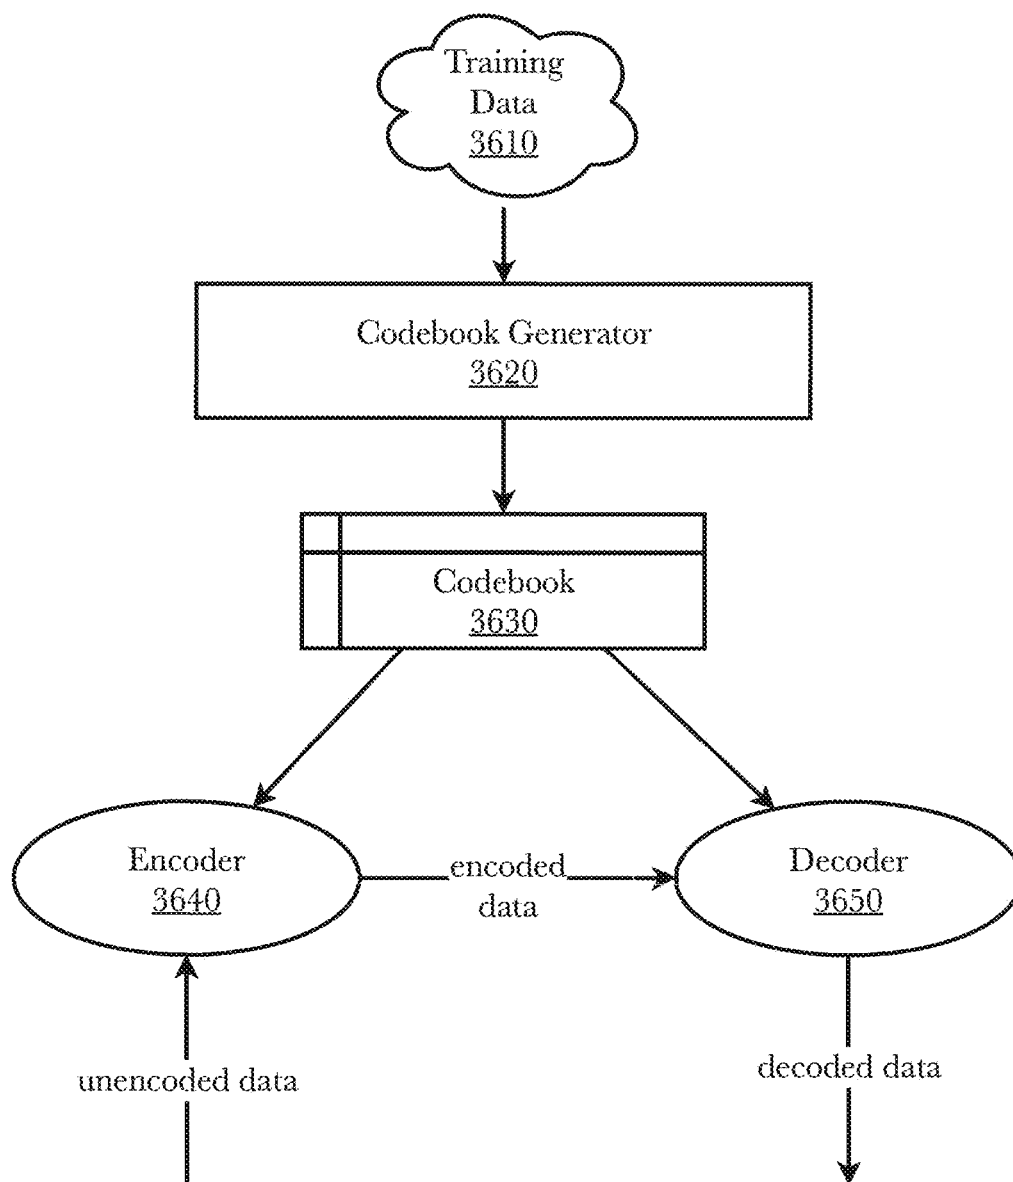 Training
Data
3610
Codebook Generator
3620
Codebook
3630
Encoder
3640
encoded
data
Decoder
3650
unencoded data
decoded data